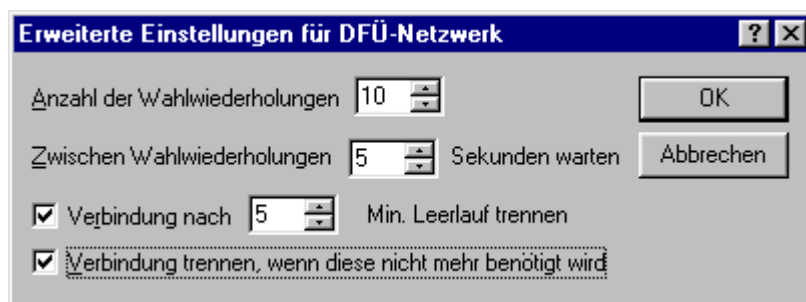 Erweiterte Einstellungen für DFÜ-Netzwerk ?
Anzahl der Wahlwiederholungen 10 OK
Zwischen Wahlwiederholungen 5 Sekunden warten Abbrechen
Verbindung nach 5 Min. Leerlauf trennen
Verbindung trennen, wenn diese nicht mehr benötigt wird